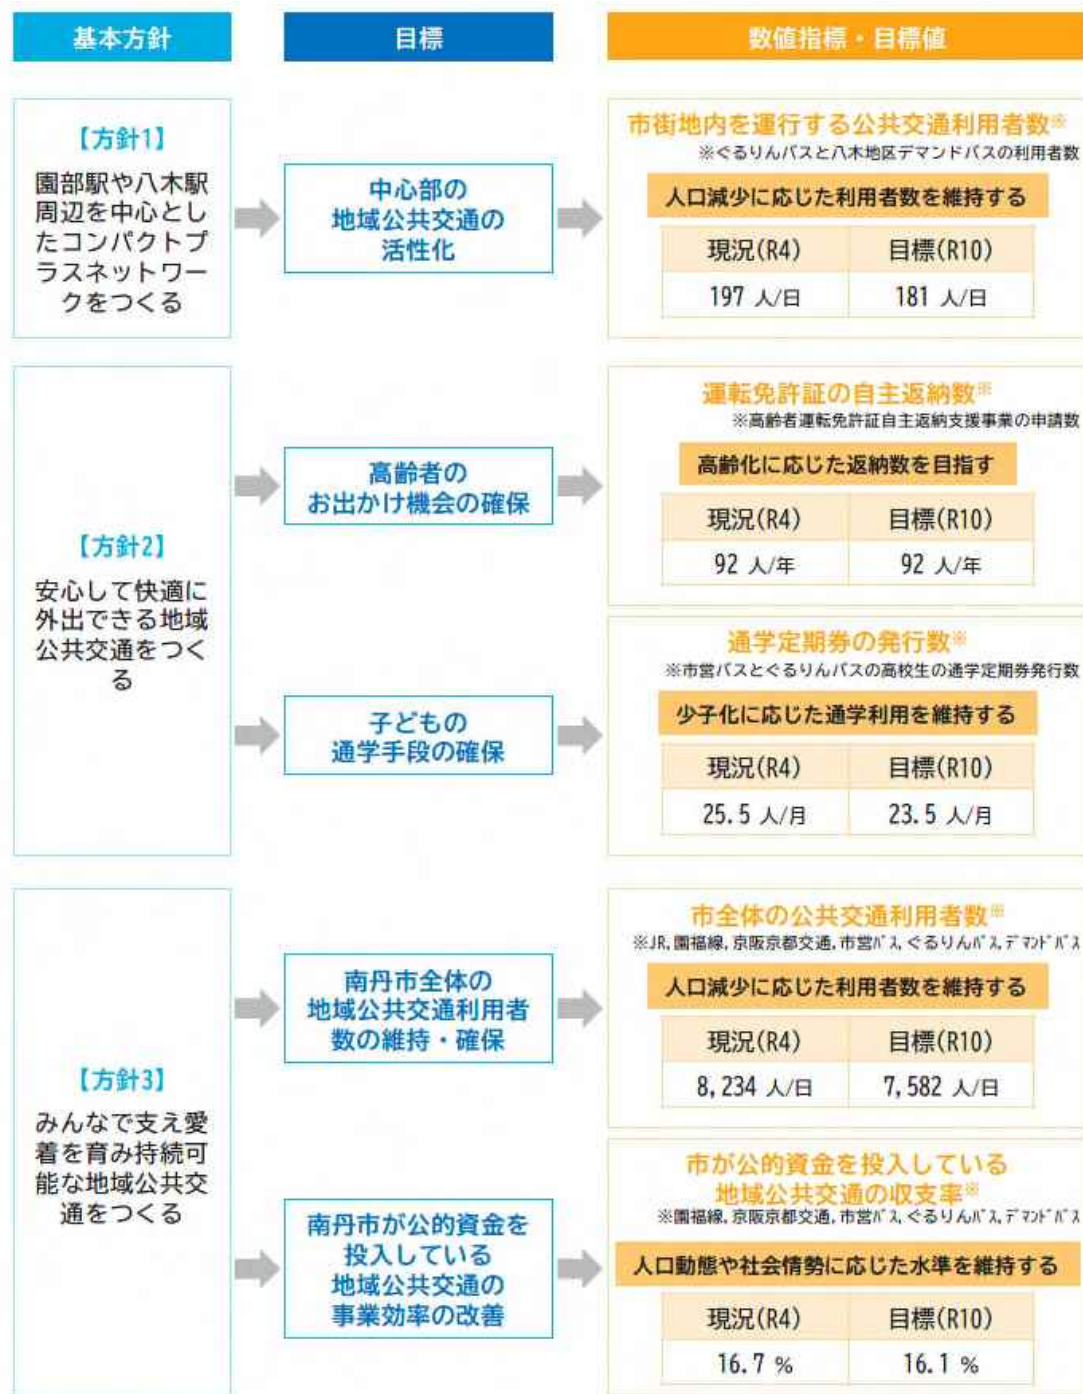 基本方針
目標
数値指標・目標値
【方針1】
園部駅や八木駅
周辺を中心とし
たコンパクトプ
ラスネットワー
クをつくる
中心部の
地域公共交通の
活性化
市街地内を運行する公共交通利用者数※
※ぐるりんバスと八木地区デマンドバスの利用者数
人口減少に応じた利用者数を維持する
現況(R4) 目標(R10)
197 人/日 181 人/日
【方針2】
安心して快適に
外出できる地域
公共交通をつく
る
高齢者の
お出かけ機会の確保
運転免許証の自主返納数※
※高齢者運転免許証自主返納支援事業の申請数
高齢化に応じた返納数を目指す
現況(R4) 目標(R10)
92 人/年 92 人/年
子どもの
通学手段の確保
通学定期券の発行数※
※市営バスとぐるりんバスの高校生の通学定期券発行数
少子化に応じた通学利用を維持する
現況(R4) 目標(R10)
25.5 人/月 23.5 人/月
【方針3】
みんなで支え愛
着を育み持続可
能な地域公共交
通をつくる
南丹市全体の
地域公共交通利用者
数の維持・確保
市全体の公共交通利用者数※
※JR,園福線,京阪京都交通,市営ﾊﾞｽ,ぐるりんﾊﾞｽ,ﾃﾞﾏﾝﾄﾞﾊﾞｽ
人口減少に応じた利用者数を維持する
現況(R4) 目標(R10)
8,234 人/日 7,582 人/日
南丹市が公的資金を
投入している
地域公共交通の
事業効率の改善
市が公的資金を投入している
地域公共交通の収支率※
※園福線,京阪京都交通,市営ﾊﾞｽ,ぐるりんﾊﾞｽ,ﾃﾞﾏﾝﾄﾞﾊﾞｽ
人口動態や社会情勢に応じた水準を維持する
現況(R4) 目標(R10)
16.7 % 16.1 %